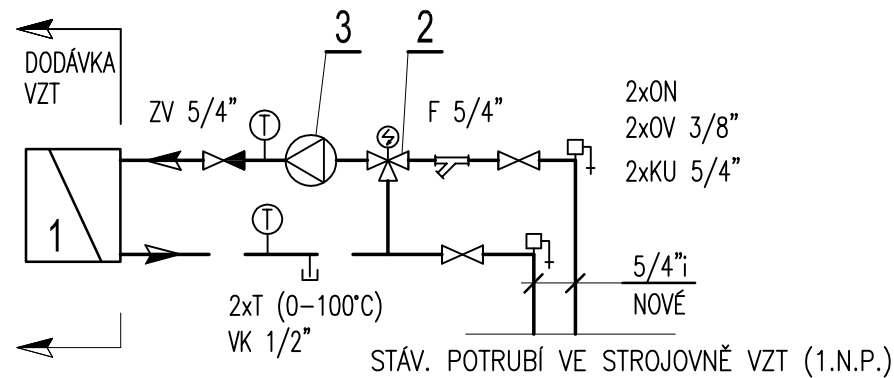 3
2
DODÁVKA
VZT
ZV 5/4”
T
F 5/4”
2xON
2xOV 3/8”
2xKU 5/4”
1
T
2xT (0–100°C)
VK 1/2”
5/4”i
NOVÉ
STÁV. POTRUBÍ VE STROJOVNĚ VZT (1.N.P.)